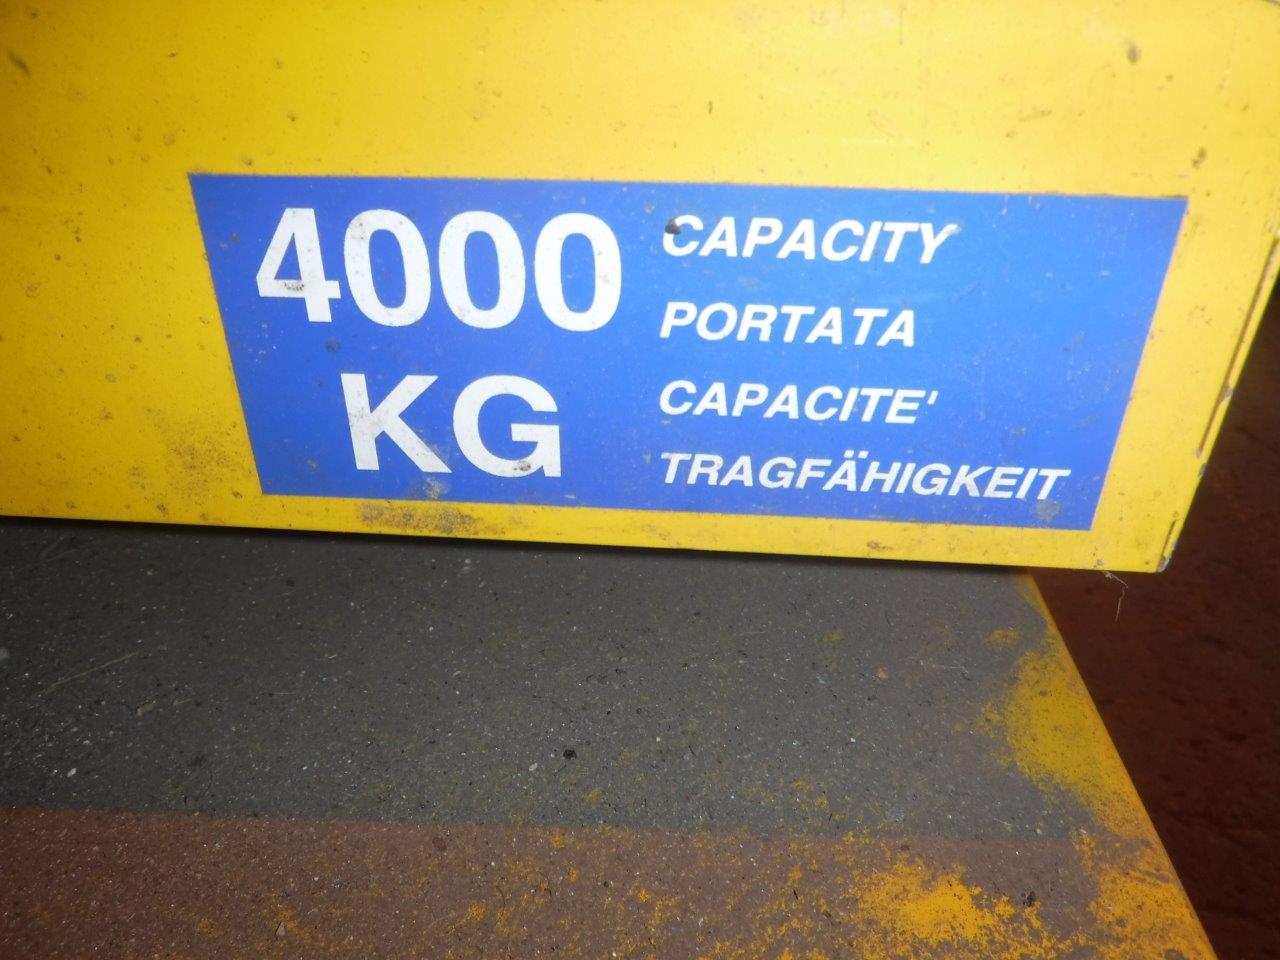 4000
KG
CAPACITY
PORTATA
CAPACITE'
TRAGFÄHIGKEIT